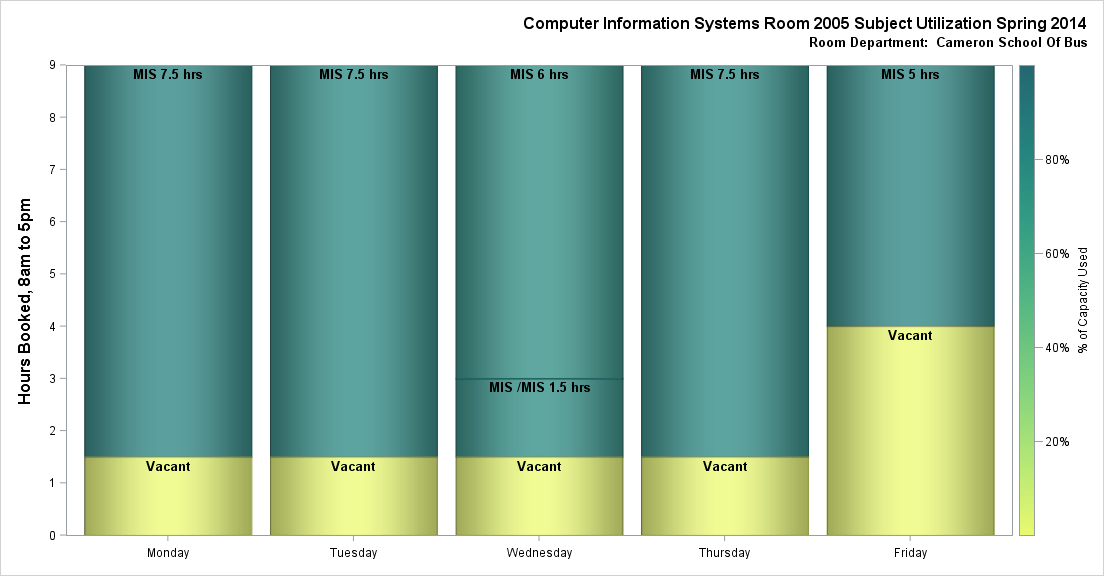 Computer Information Systems Room 2005 Subject Utilization Spring 2014
Room Department:  Cameron School Of Bus
Hours Booked, 8am to 5pm
9
8
7
6
5
4
3
2
1
0
MIS 7.5 hrs
Vacant
MIS 7.5 hrs
Vacant
MIS 6 hrs
MIS /MIS 1.5 hrs
Vacant
MIS 7.5 hrs
Vacant
MIS 5 hrs
Vacant
Monday
Tuesday
Wednesday
Thursday
Friday
80%
60%
40%
20%
% of Capacity Used